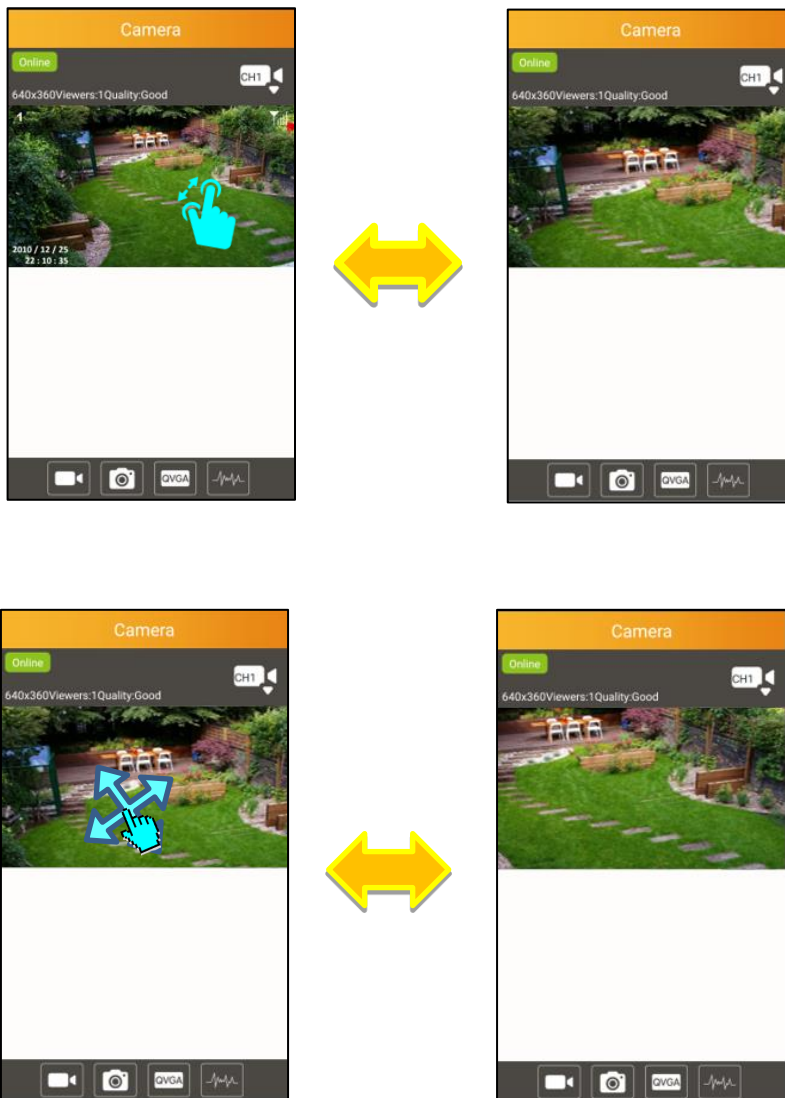 Camera
Online
CH1
640x360Viewers:1Quality:Good
1
2010 / 12 / 25
22 : 10 : 35
QVGA
Camera
Online
CH1
640x360Viewers:1Quality:Good
QVGA
Camera
Online
CH1
640x360Viewers:1Quality:Good
QVGA
Camera
Online
CH1
640x360Viewers:1Quality:Good
QVGA